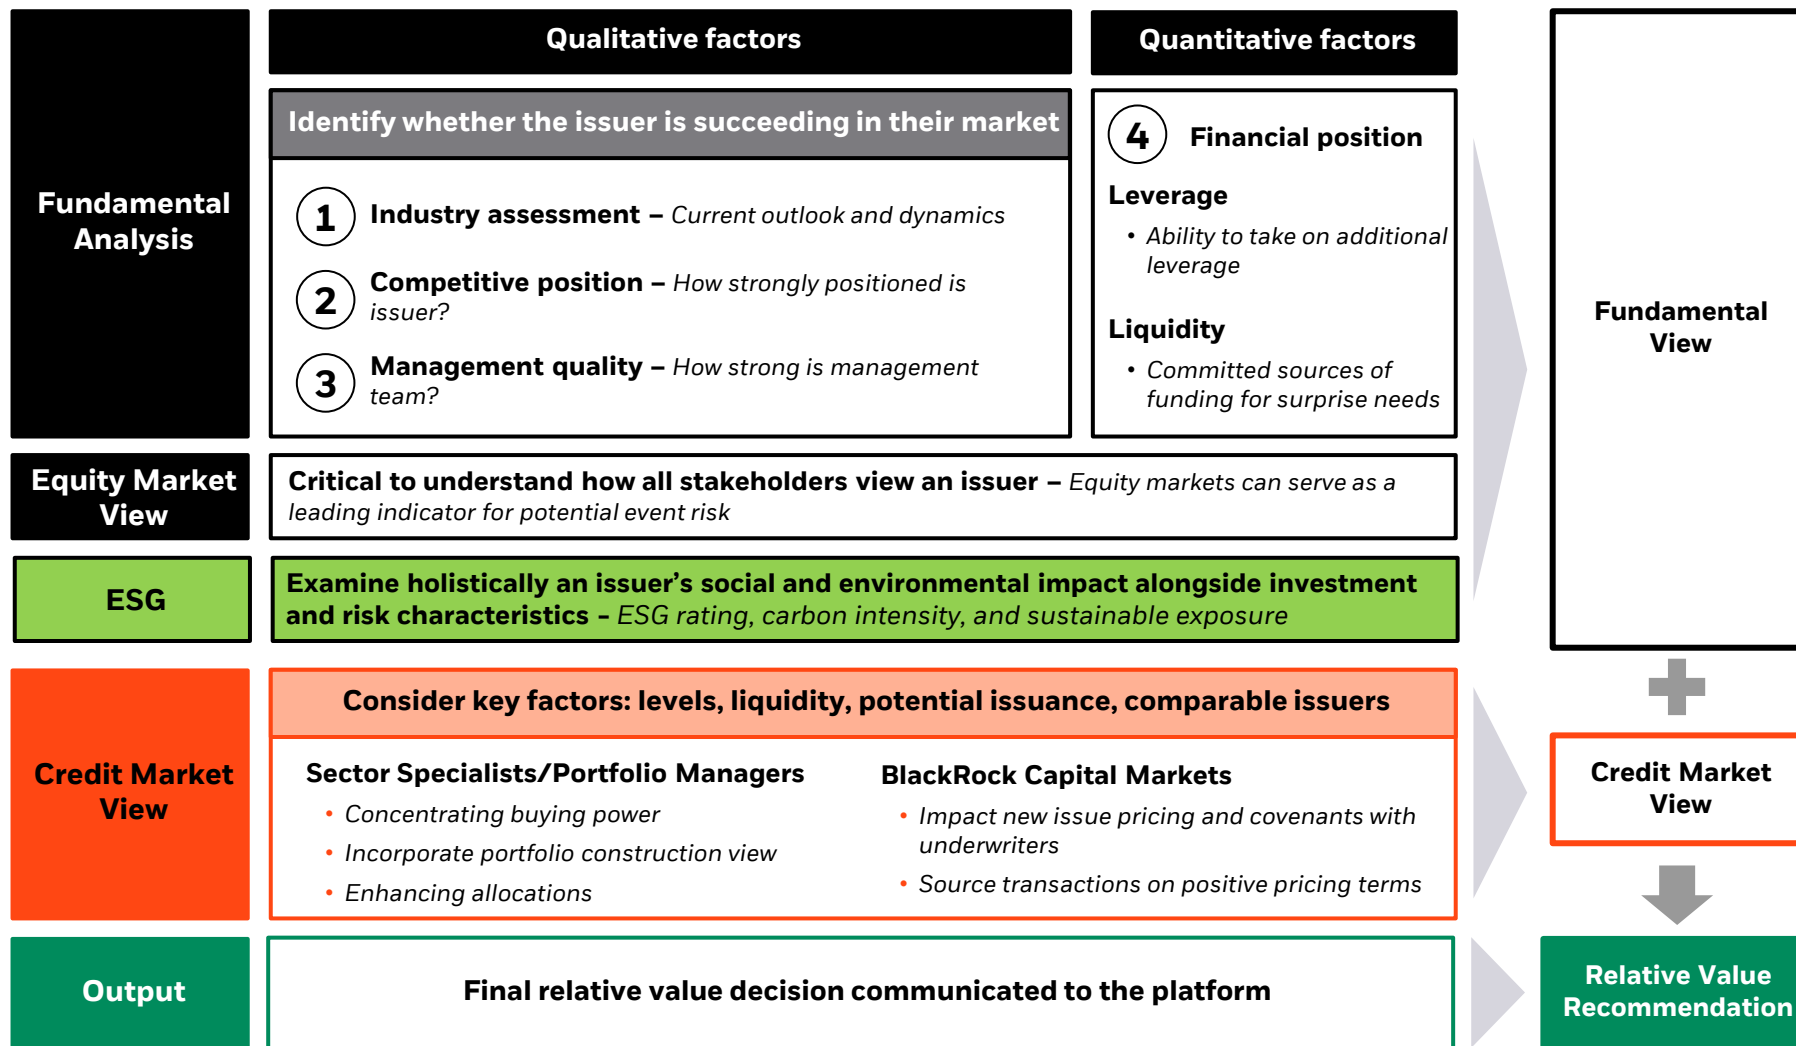 Qualitative factors
Quantitative factors
Fundamental
Analysis
Identify whether the issuer is succeeding in their market
1 Industry assessment – Current outlook and dynamics
2 Competitive position – How strongly positioned is
issuer?
3 Management quality – How strong is management
team?
4 Financial position
Leverage
• Ability to take on additional
leverage
Liquidity
• Committed sources of
funding for surprise needs
Fundamental
View
Equity Market
View
Critical to understand how all stakeholders view an issuer – Equity markets can serve as a
leading indicator for potential event risk
ESG
Examine holistically an issuer’s social and environmental impact alongside investment
and risk characteristics – ESG rating, carbon intensity, and sustainable exposure
Credit Market
View
Consider key factors: levels, liquidity, potential issuance, comparable issuers
Sector Specialists/Portfolio Managers
• Concentrating buying power
• Incorporate portfolio construction view
• Enhancing allocations
BlackRock Capital Markets
• Impact new issue pricing and covenants with
underwriters
• Source transactions on positive pricing terms
Credit Market
View
Output
Final relative value decision communicated to the platform
Relative Value
Recommendation